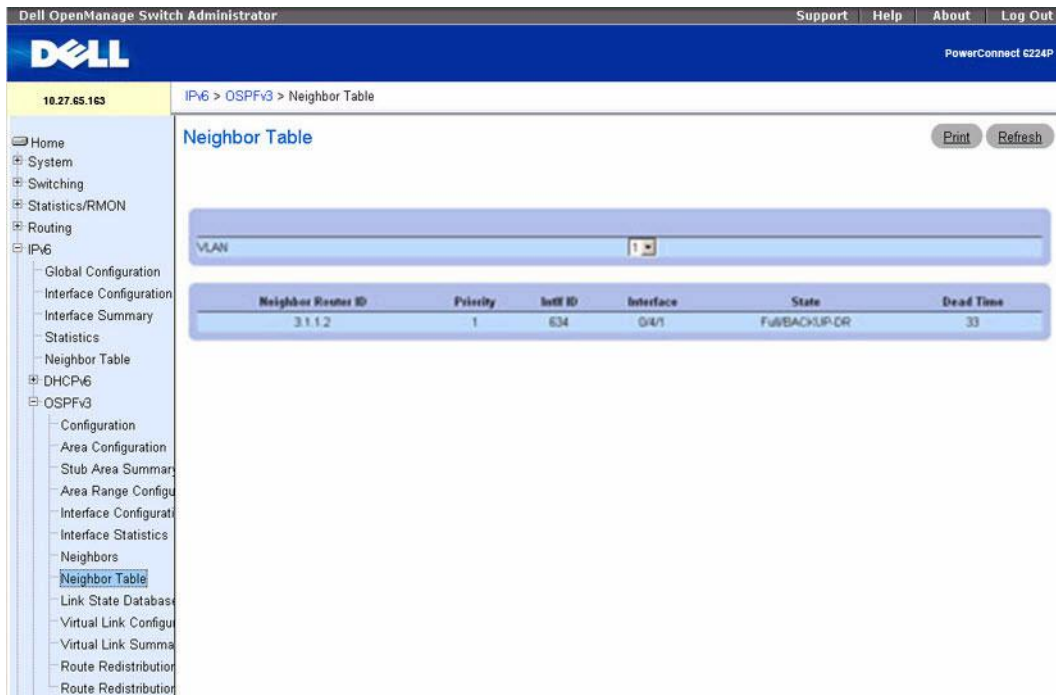 Dell OpenManage Switch Administrator Support Help About Log Out
DELL
PowerConnect 6224P
10.27.65.163
IPv6 > OSPFv3 > Neighbor Table
Home
System
Switching
Statistics/RMON
Routing
IPv6
Global Configuration
Interface Configuration
Interface Summary
Statistics
Neighbor Table
DHCPv6
OSPFv3
Configuration
Area Configuration
Stub Area Summary
Area Range Configu
Interface Configurati
Interface Statistics
Neighbors
Neighbor Table
Link State Database
Virtual Link Configu
Virtual Link Summa
Route Redistribution
Route Redistribution
Neighbor Table
Print Refresh
VLAN 1
Neighbor Router ID Priority Intf ID Interface State Dead Time
3.1.1.2 1 634 0/4/1 Full/BACKUP-DR 33